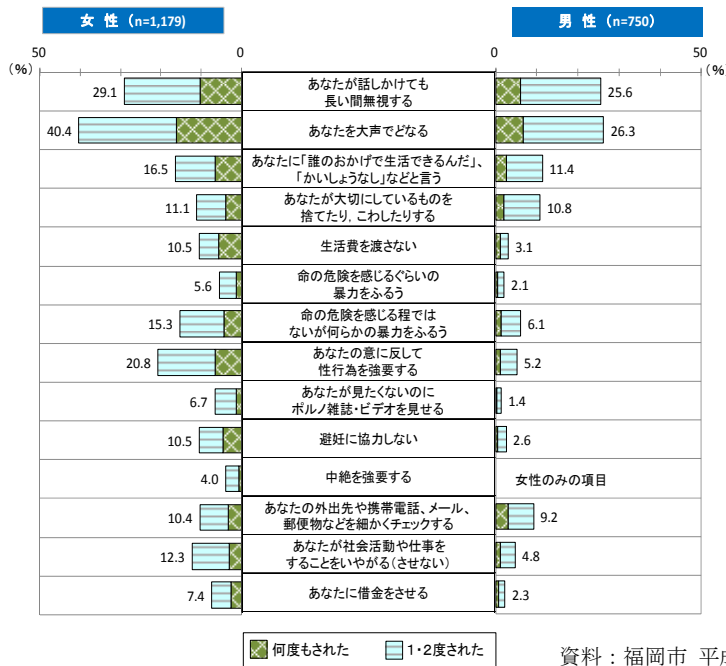 女 性 (n=1,179)
男 性 (n=750)
50
0
0
50
(%)
(%)
29.1
あなたが話しかけても
長い間無視する
25.6
40.4
あなたを大声でどなる
26.3
16.5
あなたに「誰のおかげで生活できるんだ」、
「かいしょうなし」などと言う
11.4
11.1
あなたが大切にしているものを
捨てたり, こわしたりする
10.8
10.5
生活費を渡さない
3.1
5.6
命の危険を感じるぐらいの
暴力をふるう
2.1
15.3
命の危険を感じる程では
ないが何らかの暴力をふるう
6.1
20.8
あなたの意に反して
性行為を強要する
5.2
6.7
あなたが見たくないのに
ポルノ雑誌・ビデオを見せる
1.4
10.5
避妊に協力しない
2.6
4.0
中絶を強要する
女性のみの項目
10.4
あなたの外出先や携帯電話、メール、
郵便物などを細かくチェックする
9.2
12.3
あなたが社会活動や仕事を
することをいやがる(させない)
4.8
7.4
あなたに借金をさせる
2.3
何度もされた
1・2度された
資料：福岡市 平成